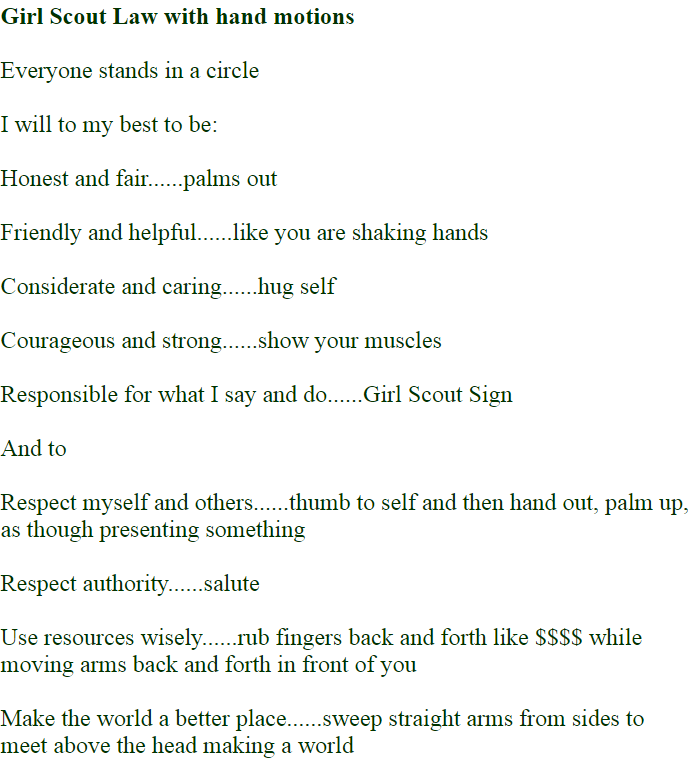 Girl Scout Law with hand motions
Everyone stands in a circle
I will to my best to be:
Honest and fair......palms out
Friendly and helpful......like you are shaking hands
Considerate and caring......hug self
Courageous and strong......show your muscles
Responsible for what I say and do......Girl Scout Sign
And to
Respect myself and others......thumb to self and then hand out, palm up,
as though presenting something
Respect authority......salute
Use resources wisely......rub fingers back and forth like $$$$ while
moving arms back and forth in front of you
Make the world a better place......sweep straight arms from sides to
meet above the head making a world